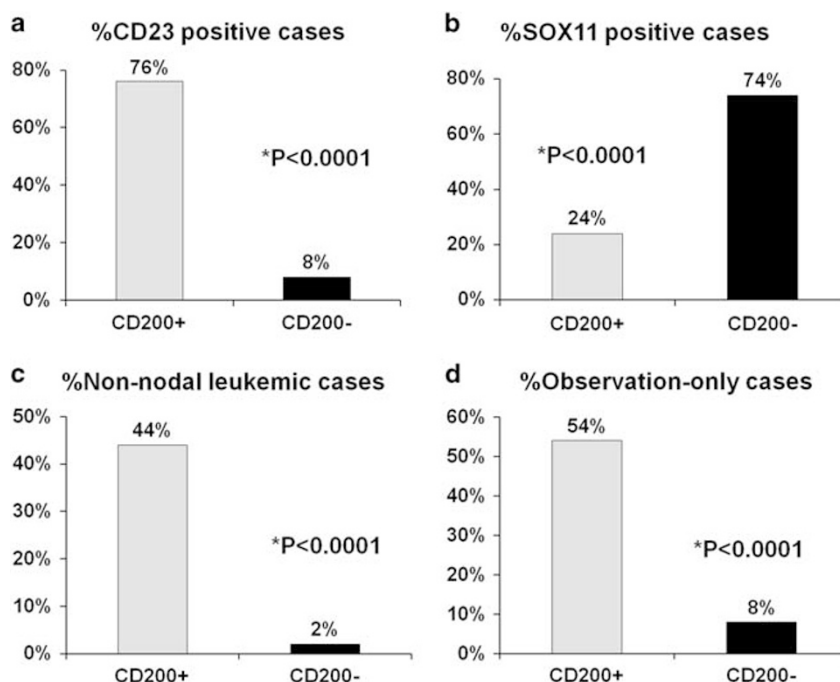 a
%CD23 positive cases
80%
60%
40%
20%
0%
76%
*P<0.0001
8%
CD200+ CD200-
b
%SOX11 positive cases
80%
60%
40%
20%
0%
74%
*P<0.0001
24%
CD200+ CD200-
c
%Non-nodal leukemic cases
50%
40%
30%
20%
10%
0%
44%
*P<0.0001
2%
CD200+ CD200-
d
%Observation-only cases
60%
50%
40%
30%
20%
10%
0%
54%
*P<0.0001
8%
CD200+ CD200-